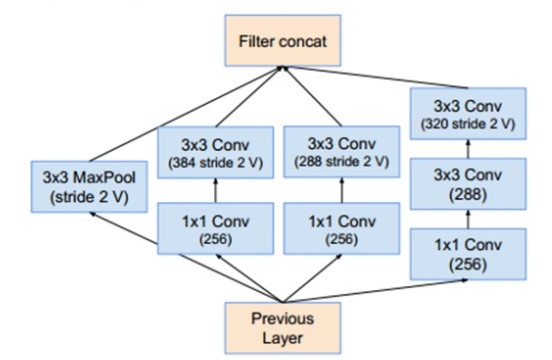 Filter concat
3x3 Conv
(320 stride 2 V)
3x3 Conv
(384 stride 2 V)
3x3 Conv
(288 stride 2 V)
3x3 MaxPool
(stride 2 V)
3x3 Conv
(288)
1x1 Conv
(256)
1x1 Conv
(256)
1x1 Conv
(256)
Previous
Layer